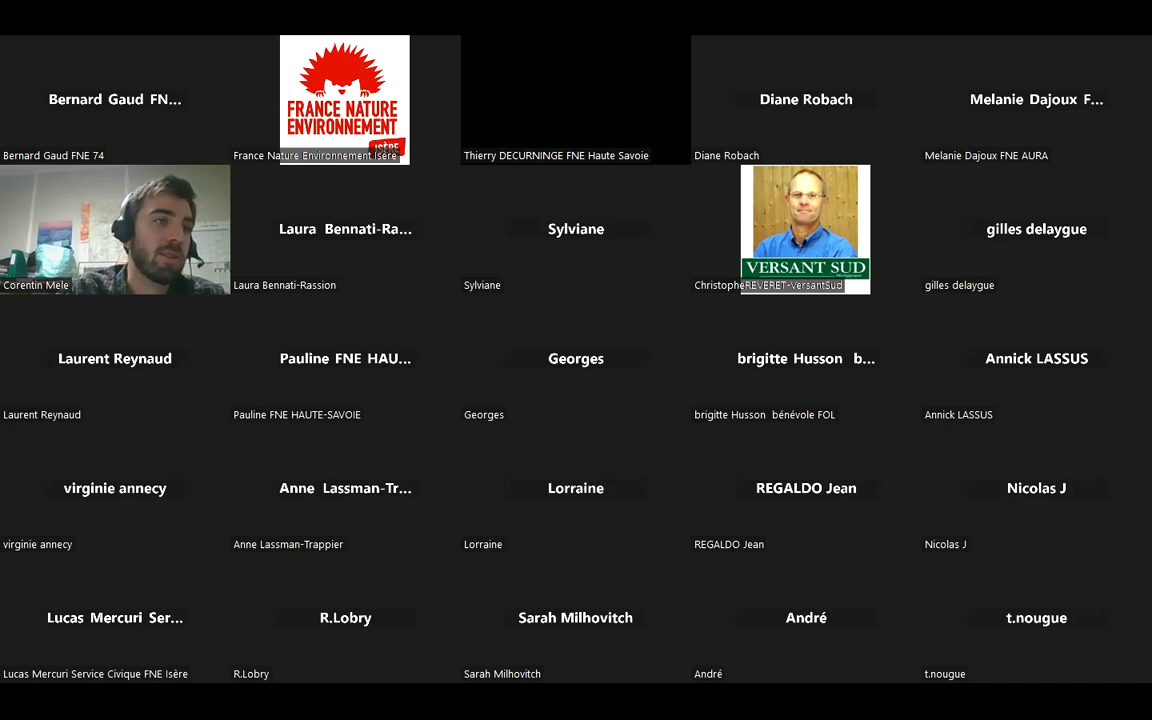 Bernard Gaud FN...
FRANCE NATURE
ENVIRONNEMENT
ISÈRE
Diane Robach
Melanie Dajoux F...
Bernard Gaud FNE 74
France Nature Environnement Isère
Thierry DECURNINGE FNE Haute Savoie
Diane Robach
Melanie Dajoux FNE AURA
Laura Bennati-Ra...
Sylviane
VERSANT SUD
gilles delaygue
Corentin Mele
Laura Bennati-Rassion
Sylviane
Christophe REVERET-VersantSud
gilles delaygue
Laurent Reynaud
Pauline FNE HAU...
Georges
brigitte Husson b...
Annick LASSUS
Laurent Reynaud
Pauline FNE HAUTE-SAVOIE
Georges
brigitte Husson bénévole FOL
Annick LASSUS
virginie annecy
Anne Lassman-Tr...
Lorraine
REGALDO Jean
Nicolas J
virginie annecy
Anne Lassman-Trappier
Lorraine
REGALDO Jean
Nicolas J
Lucas Mercuri Ser...
R.Lobry
Sarah Milhovitch
André
t.nougue
Lucas Mercuri Service Civique FNE Isère
R.Lobry
Sarah Milhovitch
André
t.nougue